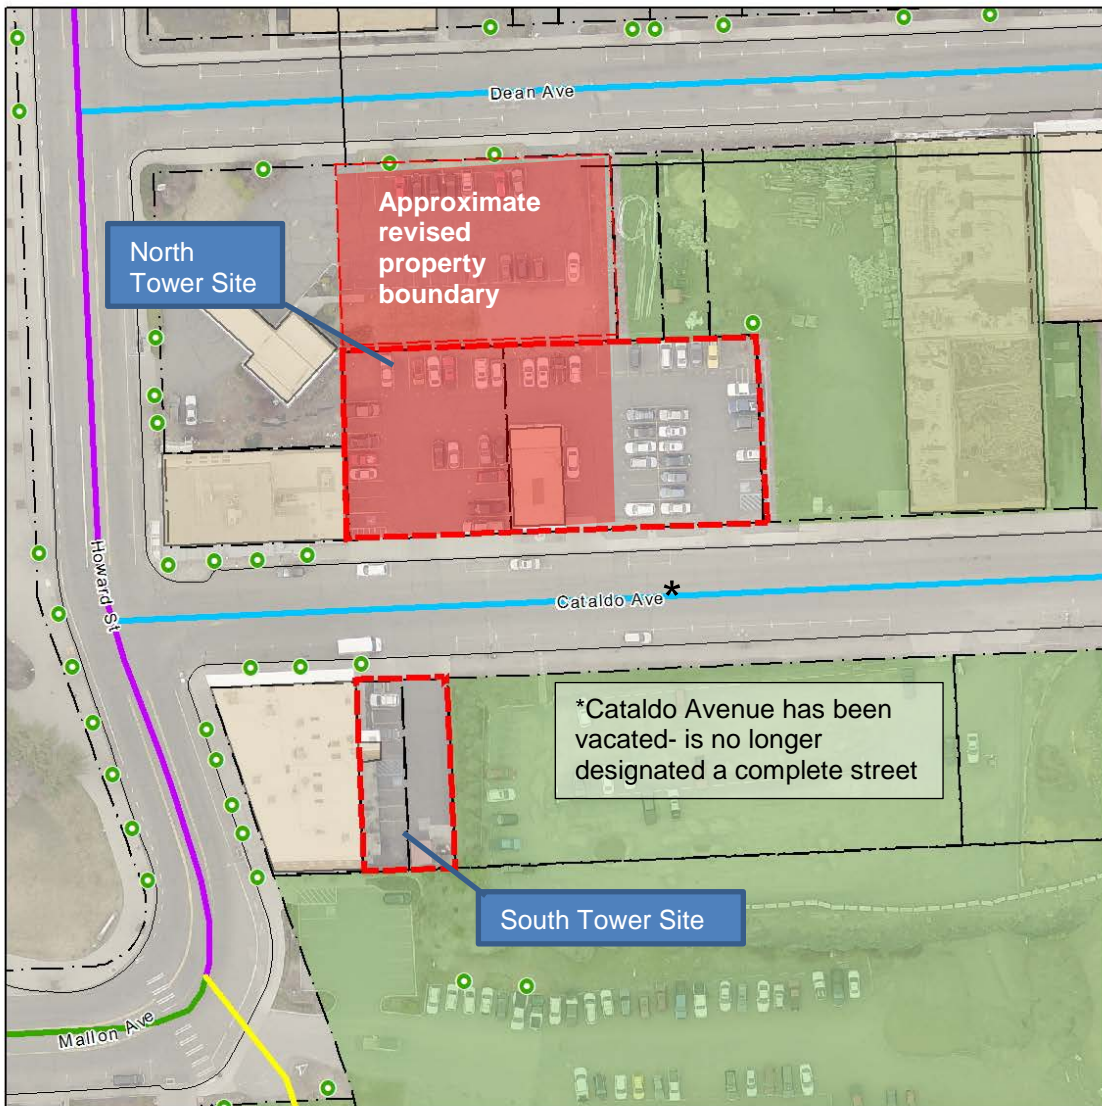 Dean Ave
Approximate
revised
property
boundary
North
Tower Site
Howard St
Cataldo Ave*
*Cataldo Avenue has been
vacated- is no longer
designated a complete street
South Tower Site
Mallon Ave